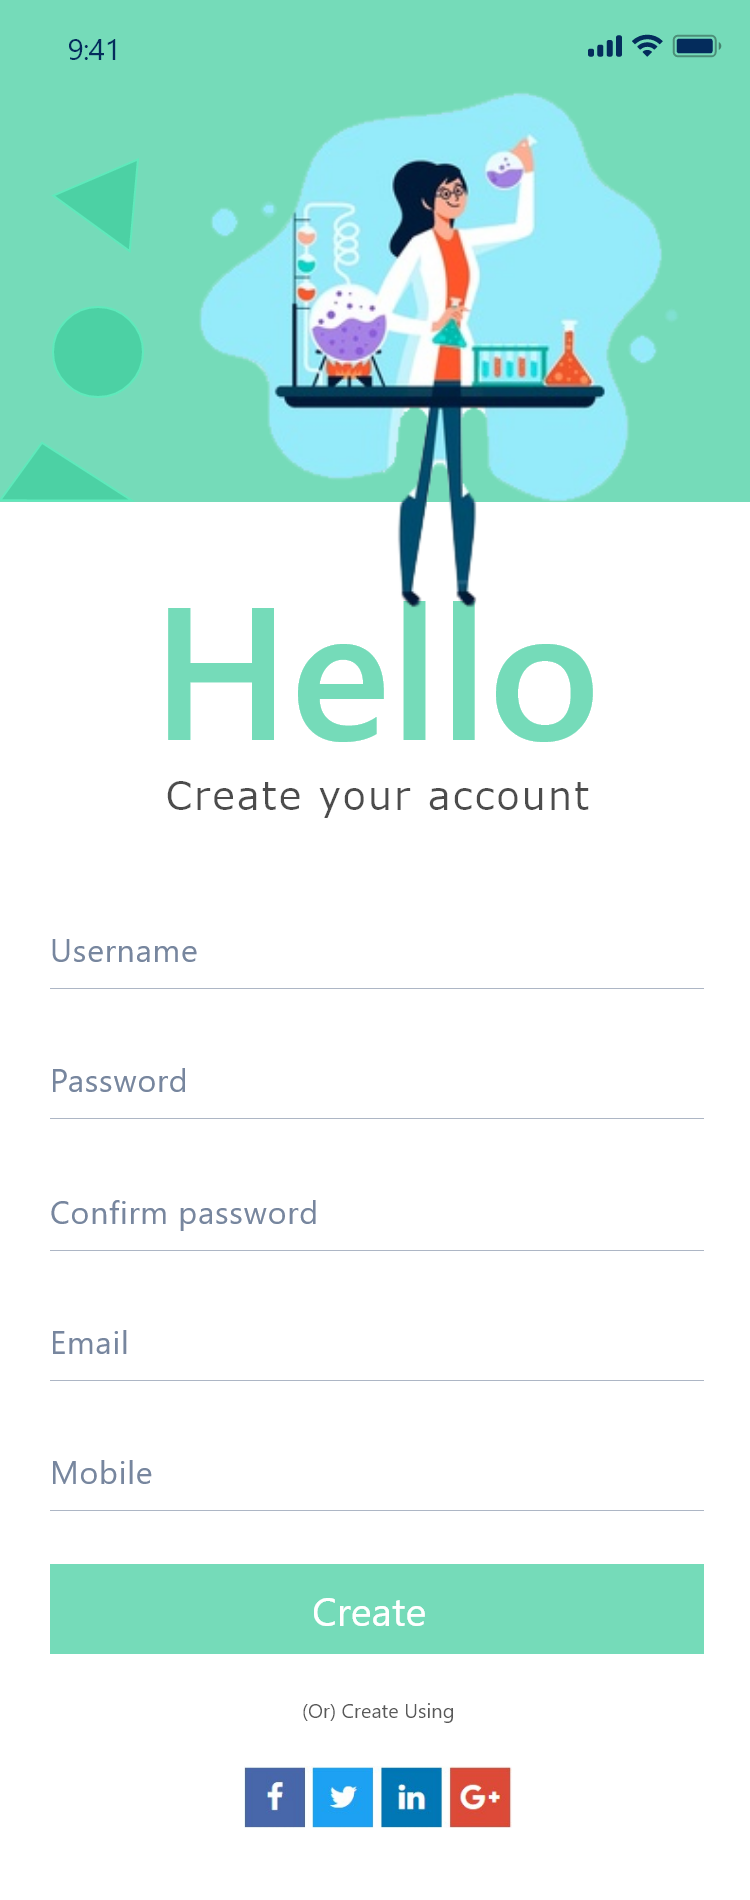 9:41
Hello
Create your account
Username
Password
Confirm password
Email
Mobile
Create
(Or) Create Using
f in G+